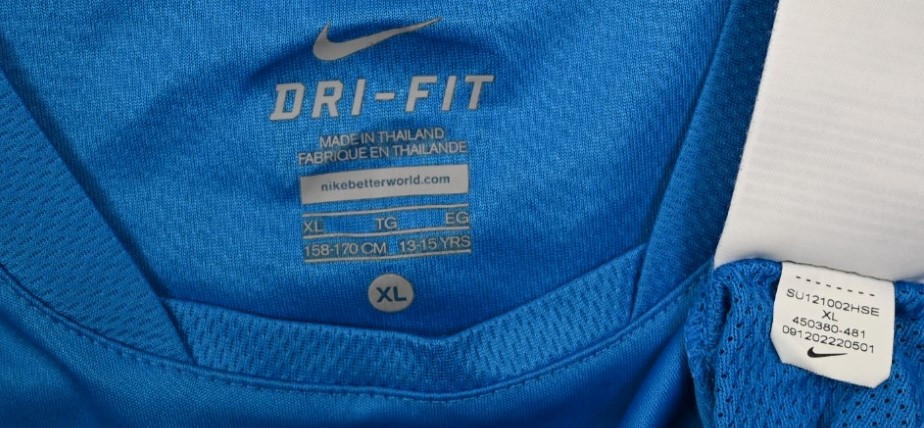 DRI-FIT
MADE IN THAILAND
FABRIQUE EN THAILANDE
nikebetterworld.com
XL TG EG
158-170 CM 13-15 YRS
XL
SU121002HSE
XL
450380-481
091202220501